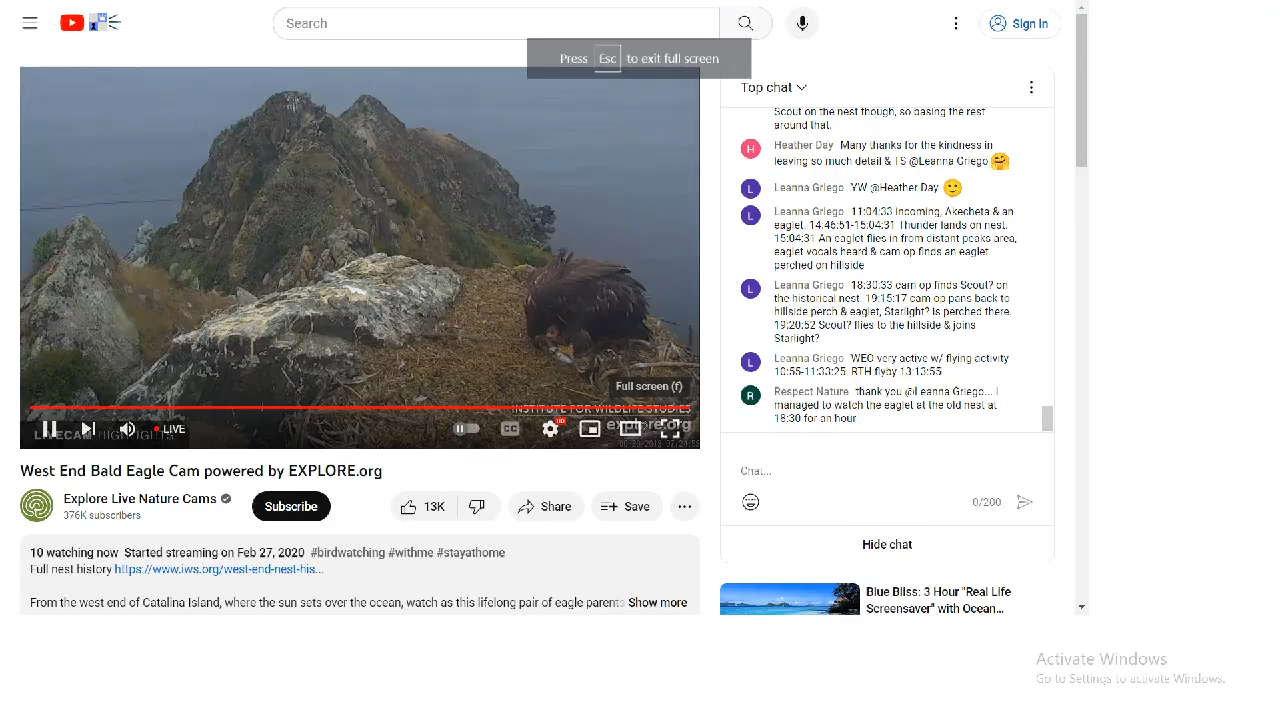 Search
Sign in
Press Esc to exit full screen
Top chat
Scout on the nest though, so basing the rest
around that.
H
Heather Day Many thanks for the kindness in
leaving so much detail & TS @Leanna Griego
L
Leanna Griego YW @Heather Day
L
Leanna Griego 11:04:33 incoming, Akecheta & an
eaglet. 14:46:51-15:04:31 Thunder lands on nest.
15:04:31 An eaglet flies in from distant peaks area,
eaglet vocals heard & cam op finds an eaglet
perched on hillside
L
Leanna Griego 18:30:33 cam op finds Scout? on
the historical nest. 19:15:17 cam op pans back to
hillside perch & eaglet, Starlight? is perched there.
19:20:52 Scout? flies to the hillside & joins
Starlight?
L
Leanna Griego WEO very active w/ flying activity
10:55-11:33:25. RTH flyby 13:13:55
R
Respect Nature thank you @Leanna Griego... I
managed to watch the eaglet at the old nest at
18:30 for an hour
Full screen (f)
INSTITUTE FOR WILDLIFE STUDIES
explore.org
LIVECAM HIGHLIGHTS
LIVE
CC
HD
West End Bald Eagle Cam powered by EXPLORE.org
Explore Live Nature Cams
376K subscribers
Subscribe
13K
Share
Save
Chat...
0/200
Hide chat
10 watching now Started streaming on Feb 27, 2020 #birdwatching #withme #stayathome
Full nest history https://www.iws.org/west-end-nest-his...
From the west end of Catalina Island, where the sun sets over the ocean, watch as this lifelong pair of eagle parents Show more
Blue Bliss: 3 Hour "Real Life
Screensaver" with Ocean...
Activate Windows
Go to Settings to activate Windows.